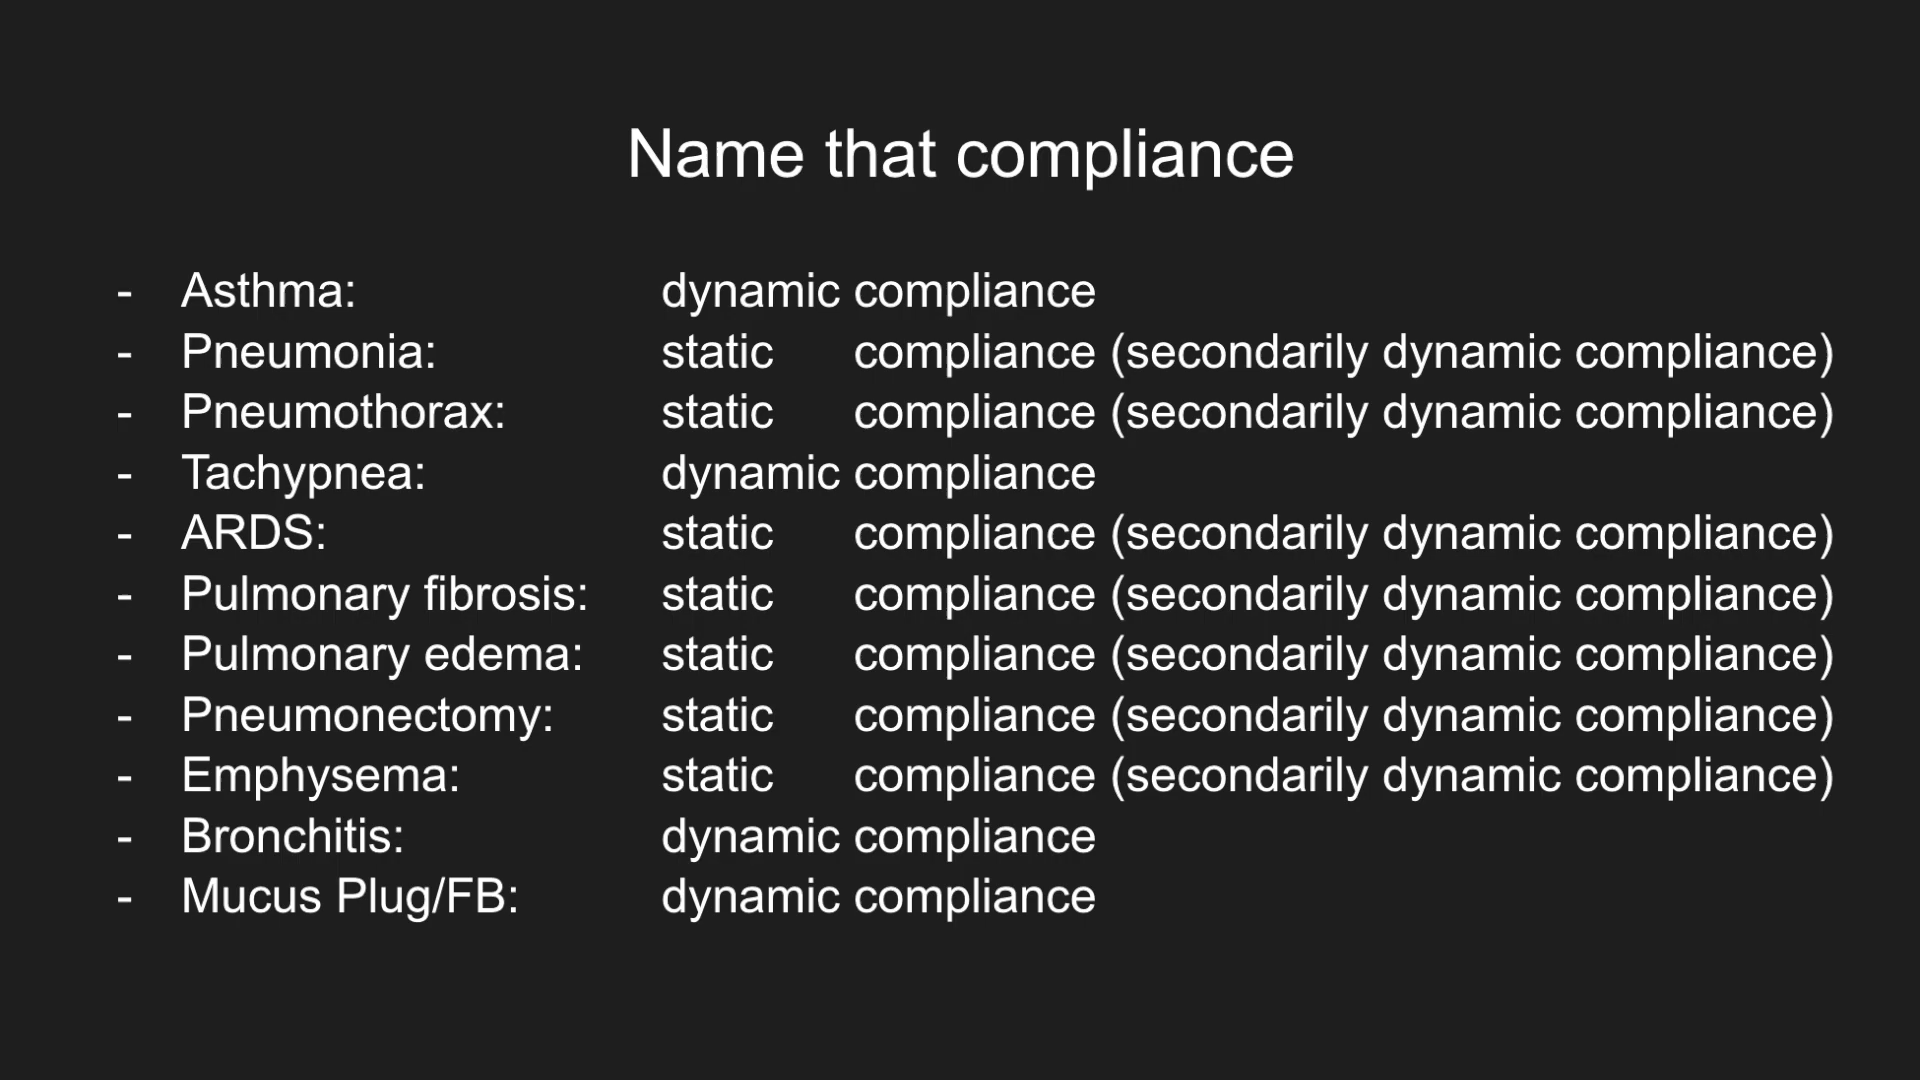 Name that compliance
- Asthma: dynamic compliance
- Pneumonia: static compliance (secondarily dynamic compliance)
- Pneumothorax: static compliance (secondarily dynamic compliance)
- Tachypnea: dynamic compliance
- ARDS: static compliance (secondarily dynamic compliance)
- Pulmonary fibrosis: static compliance (secondarily dynamic compliance)
- Pulmonary edema: static compliance (secondarily dynamic compliance)
- Pneumonectomy: static compliance (secondarily dynamic compliance)
- Emphysema: static compliance (secondarily dynamic compliance)
- Bronchitis: dynamic compliance
- Mucus Plug/FB: dynamic compliance